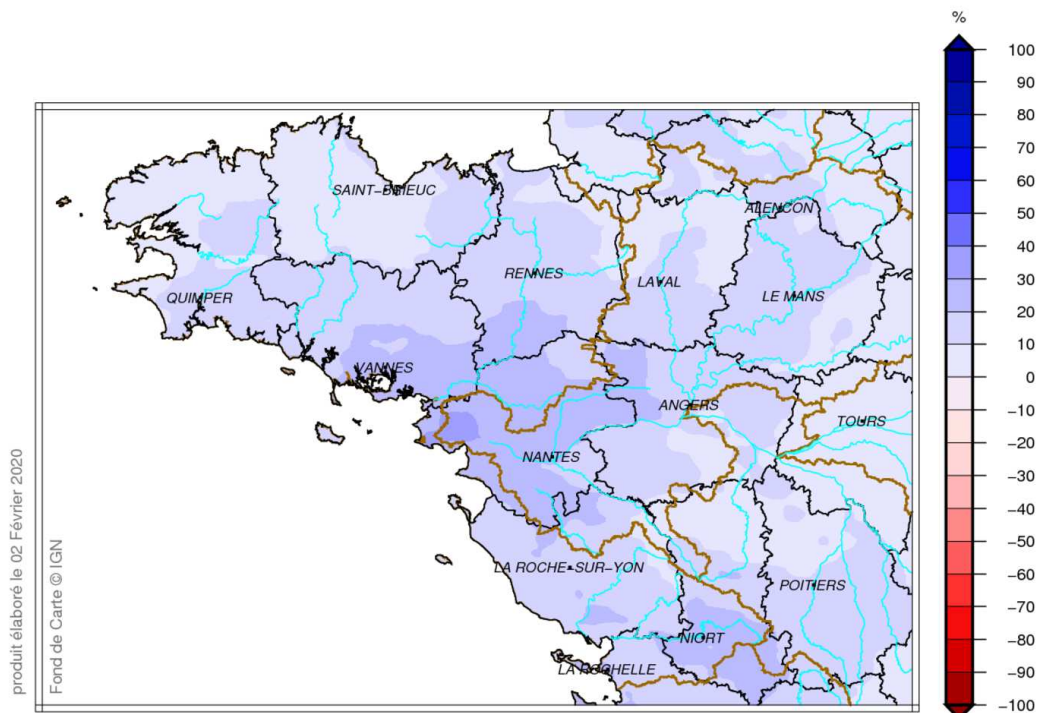 %
100
90
80
70
60
50
40
30
20
10
0
−10
−20
−30
−40
−50
−60
−70
−80
−90
−100
SAINT−BRIEUC
ALENCON
RENNES
LAVAL
QUIMPER
LE MANS
VANNES
ANGERS
TOURS
NANTES
LA ROCHE−SUR−YON
POITIERS
NIORT
LA ROCHELLE
produit élaboré le 02 Février 2020
Fond de Carte © IGN